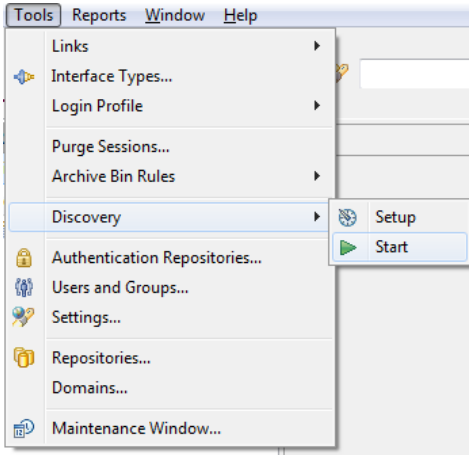 Tools Reports Window Help
Links
Interface Types...
Login Profile
Purge Sessions...
Archive Bin Rules
Discovery
Setup
Start
Authentication Repositories...
Users and Groups...
Settings...
Repositories...
Domains...
Maintenance Window...